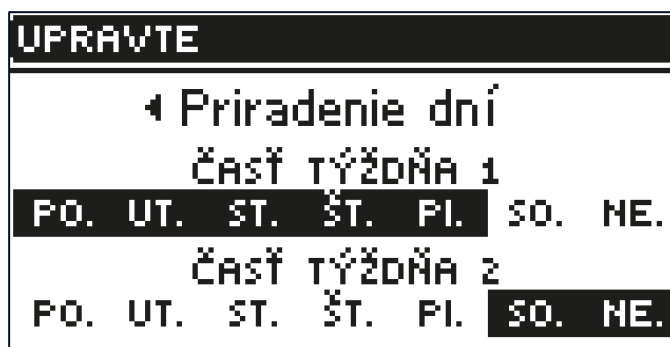 UPRAVTE
Priradenie dní
ČASŤ TÝŽDŇA 1
PO. UT. ST. ŠT. PI. SO. NE.
ČASŤ TÝŽDŇA 2
PO. UT. ST. ŠT. PI. SO. NE.